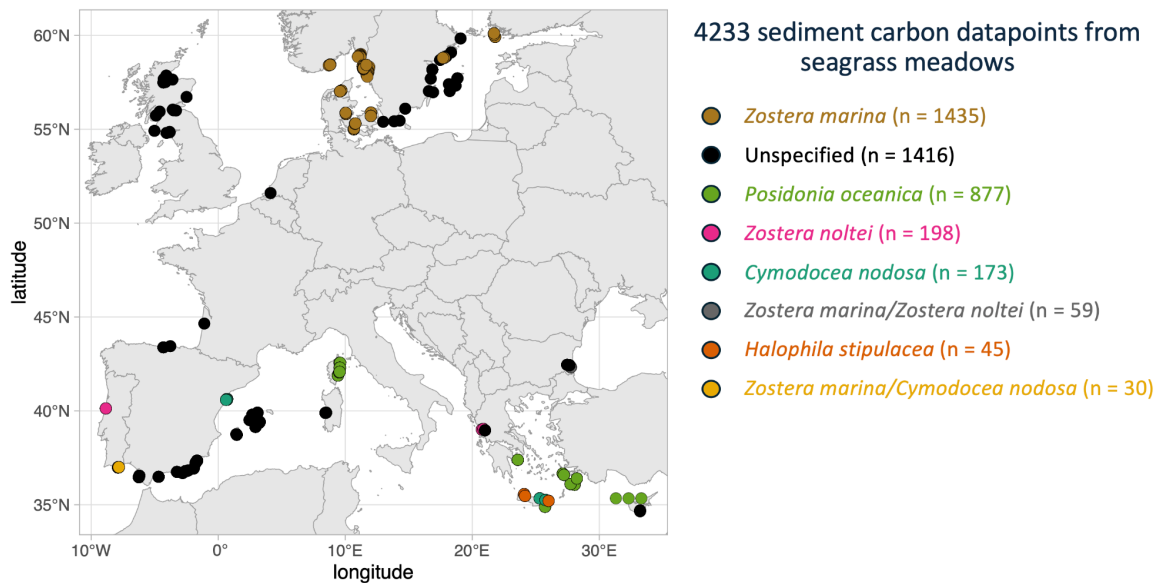 4233 sediment carbon datapoints from
seagrass meadows
Zostera marina (n = 1435)
Unspecified (n = 1416)
Posidonia oceanica (n = 877)
Zostera noltei (n = 198)
Cymodocea nodosa (n = 173)
Zostera marina/Zostera noltei (n = 59)
Halophila stipulacea (n = 45)
Zostera marina/Cymodocea nodosa (n = 30)
60°N
55°N
50°N
45°N
40°N
35°N
latitude
10°W
0°
10°E
20°E
30°E
longitude